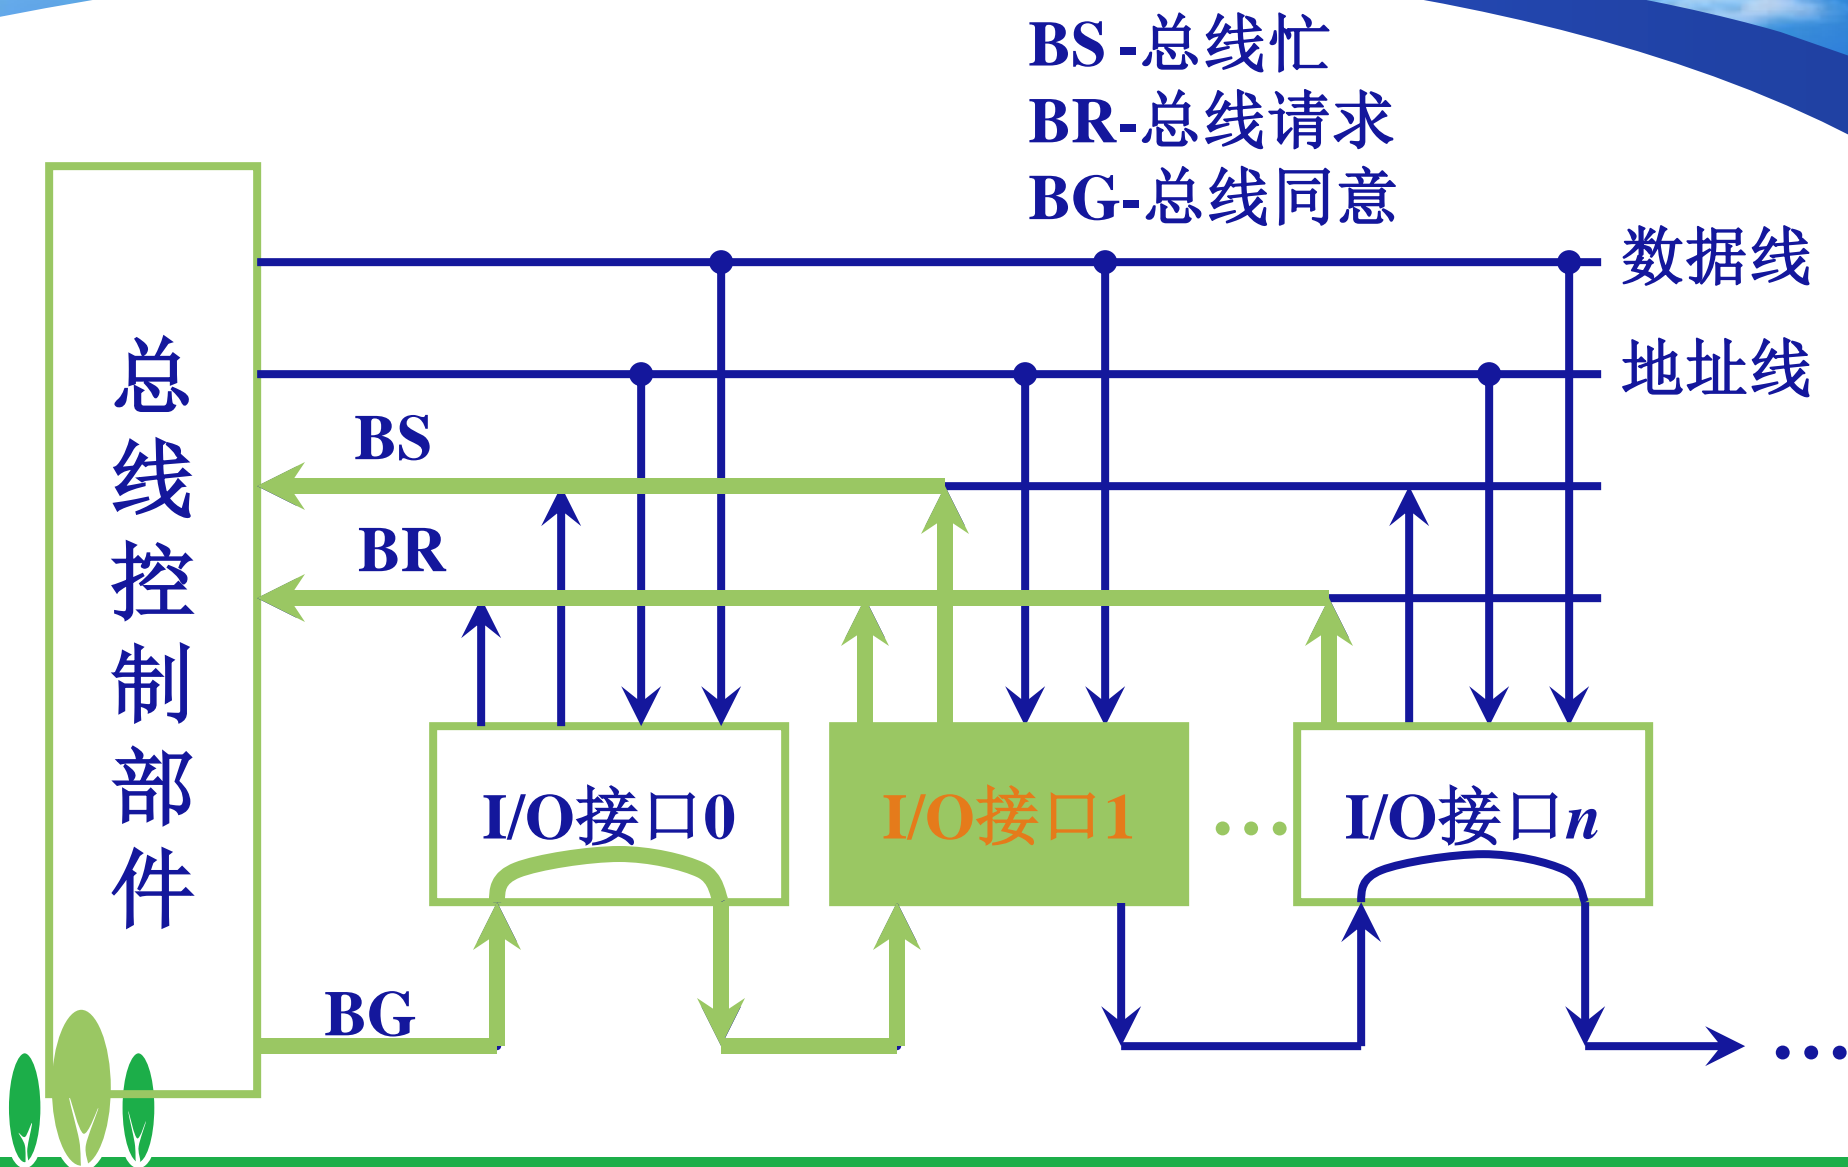 BS -总线忙
BR-总线请求
BG-总线同意
数据线
地址线
总线控制部件
BS
BR
I/O接口0
I/O接口1
…
I/O接口n
BG
…